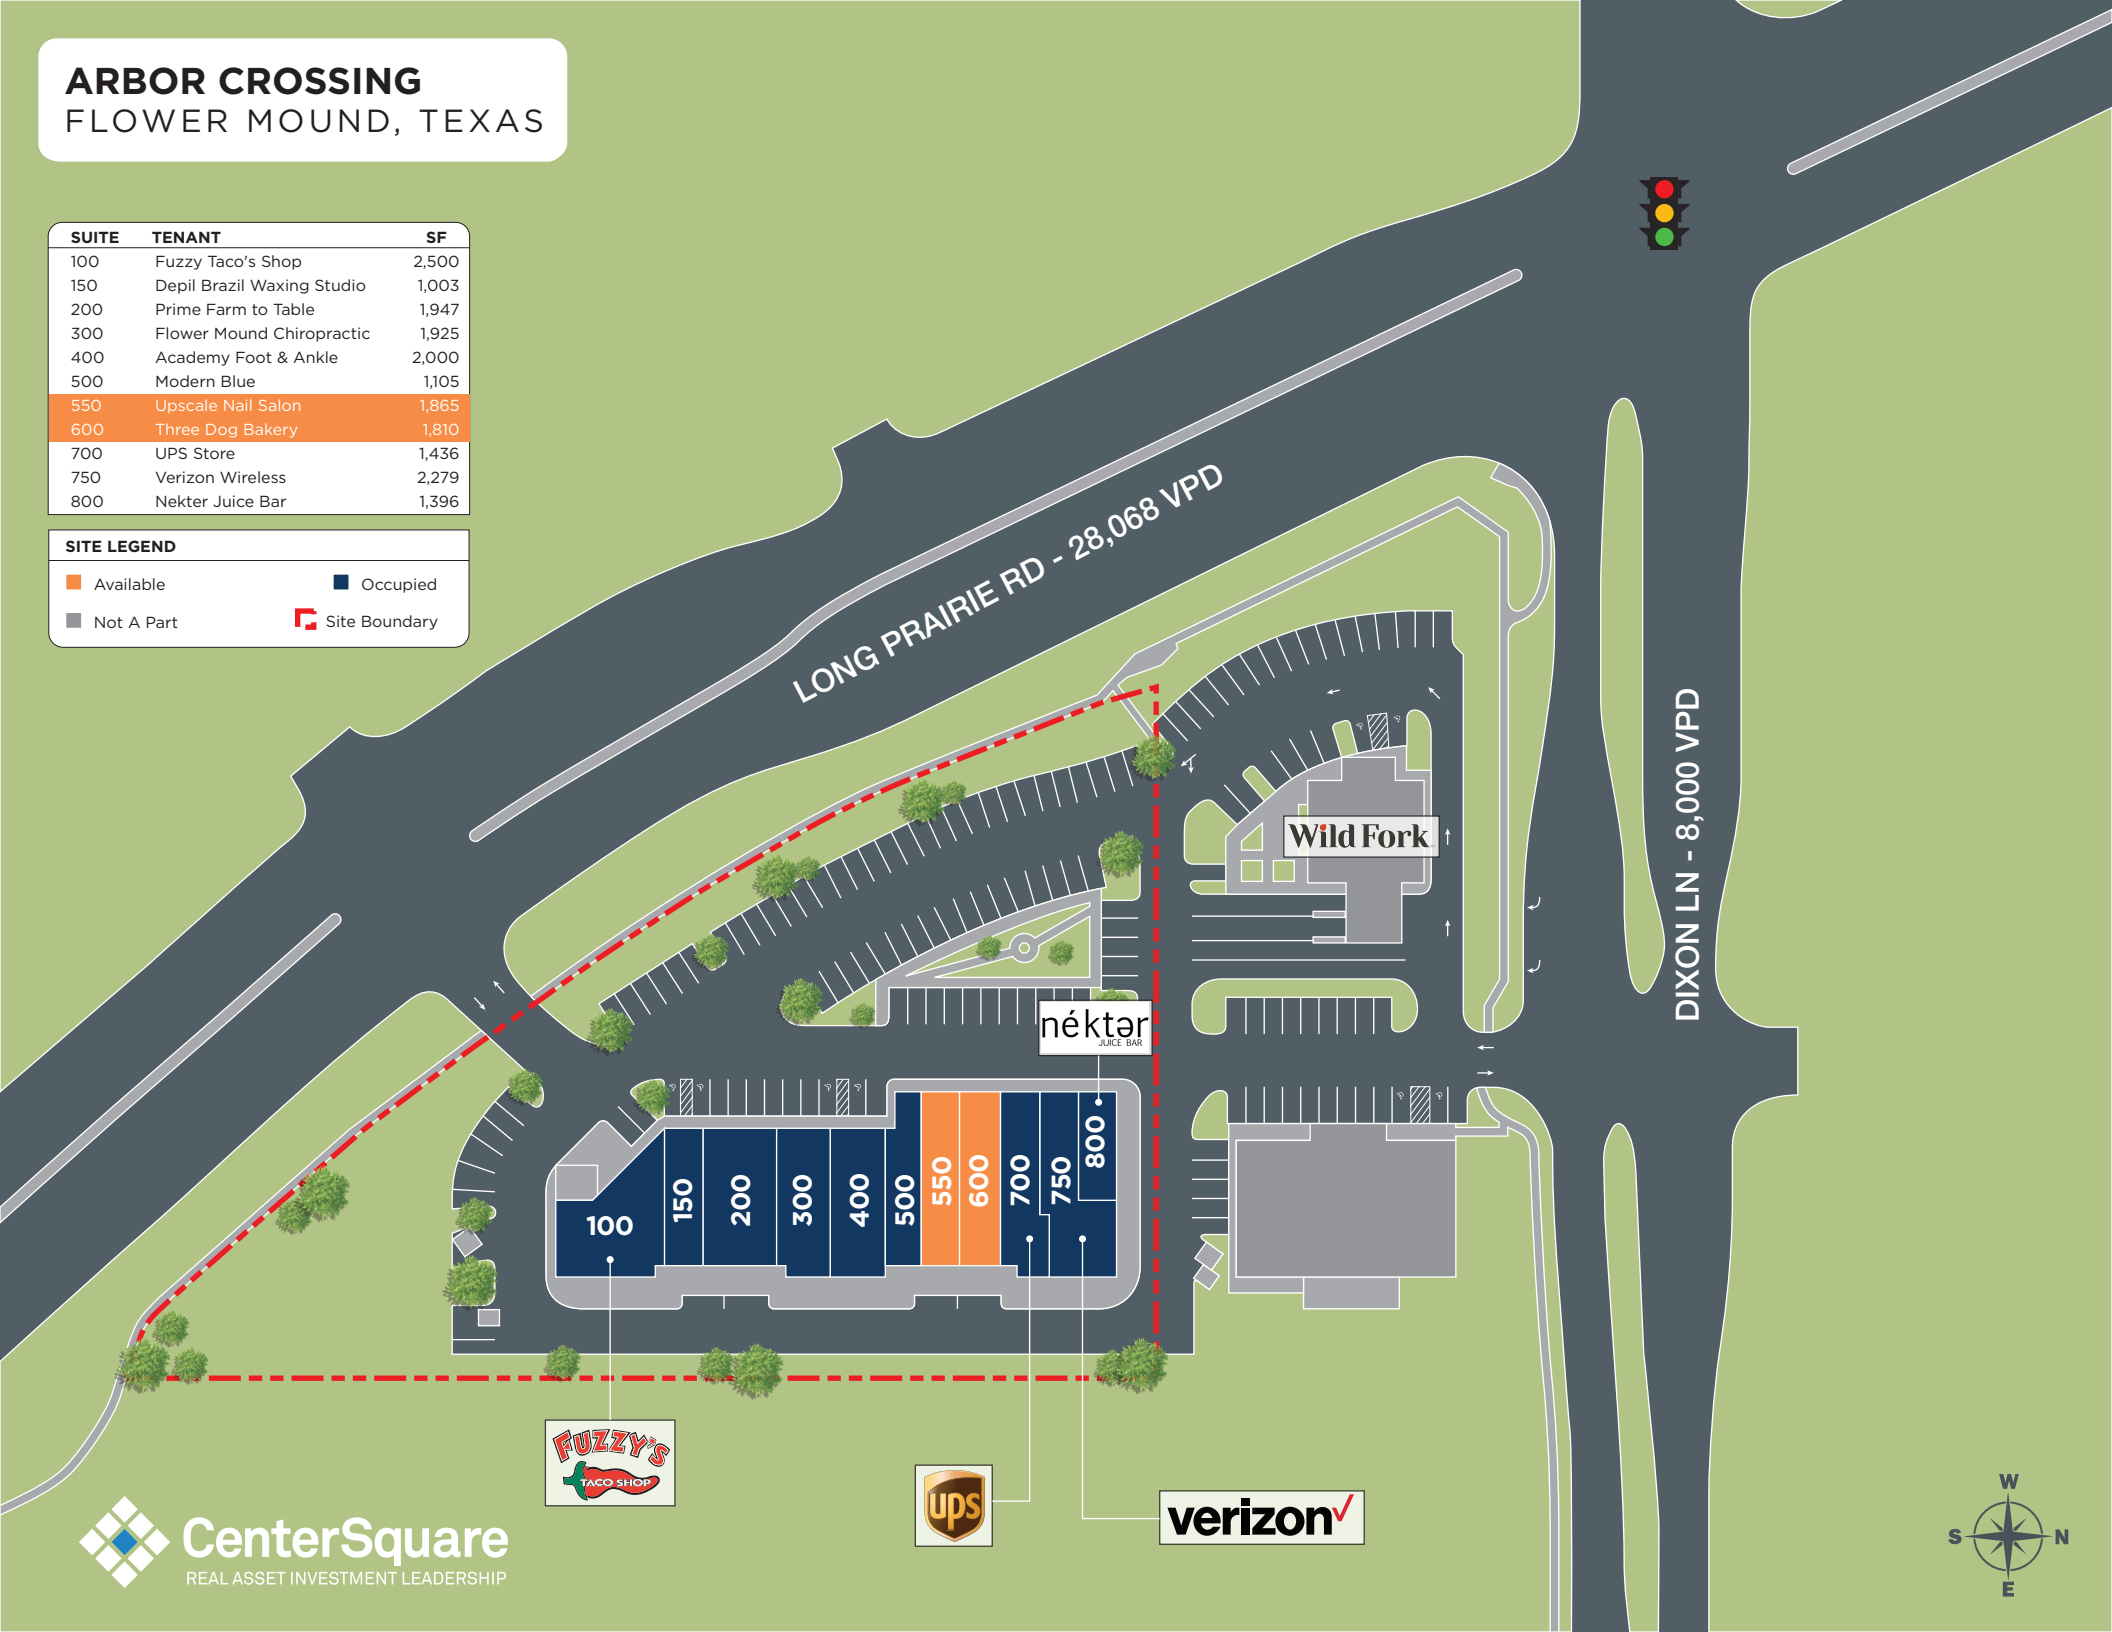 ARBOR CROSSING
FLOWER MOUND, TEXAS
SUITE TENANT SF
100 Fuzzy Taco's Shop 2,500
150 Depil Brazil Waxing Studio 1,003
200 Prime Farm to Table 1,947
300 Flower Mound Chiropractic 1,925
400 Academy Foot & Ankle 2,000
500 Modern Blue 1,105
550 Upscale Nail Salon 1,865
600 Three Dog Bakery 1,810
700 UPS Store 1,436
750 Verizon Wireless 2,279
800 Nekter Juice Bar 1,396
SITE LEGEND
Available Occupied
Not A Part Site Boundary
LONG PRAIRIE RD - 28,068 VPD
DIXON LN - 8,000 VPD
Wild Fork
néktər
JUICE BAR
100
150
200
300
400
500
550
600
700
750
800
FUZZY'S
TACO SHOP
ups
verizon
CenterSquare
REAL ASSET INVESTMENT LEADERSHIP
W
S N
E